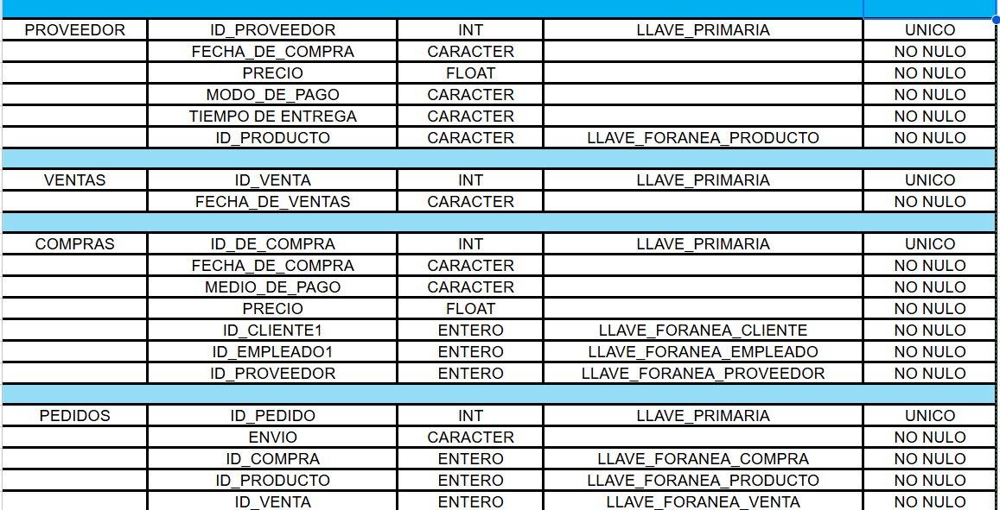 PROVEEDOR ID_PROVEEDOR INT LLAVE_PRIMARIA UNICO
FECHA_DE_COMPRA CARACTER NO NULO
PRECIO FLOAT NO NULO
MODO_DE_PAGO CARACTER NO NULO
TIEMPO DE ENTREGA CARACTER NO NULO
ID_PRODUCTO CARACTER LLAVE_FORANEA_PRODUCTO NO NULO
VENTAS ID_VENTA INT LLAVE_PRIMARIA UNICO
FECHA_DE_VENTAS CARACTER NO NULO
COMPRAS ID_DE_COMPRA INT LLAVE_PRIMARIA UNICO
FECHA_DE_COMPRA CARACTER NO NULO
MEDIO_DE_PAGO CARACTER NO NULO
PRECIO FLOAT NO NULO
ID_CLIENTE1 ENTERO LLAVE_FORANEA_CLIENTE NO NULO
ID_EMPLEADO1 ENTERO LLAVE_FORANEA_EMPLEADO NO NULO
ID_PROVEEDOR ENTERO LLAVE_FORANEA_PROVEEDOR NO NULO
PEDIDOS ID_PEDIDO INT LLAVE_PRIMARIA UNICO
ENVIO CARACTER NO NULO
ID_COMPRA ENTERO LLAVE_FORANEA_COMPRA NO NULO
ID_PRODUCTO ENTERO LLAVE_FORANEA_PRODUCTO NO NULO
ID_VENTA ENTERO LLAVE_FORANEA_VENTA NO NULO